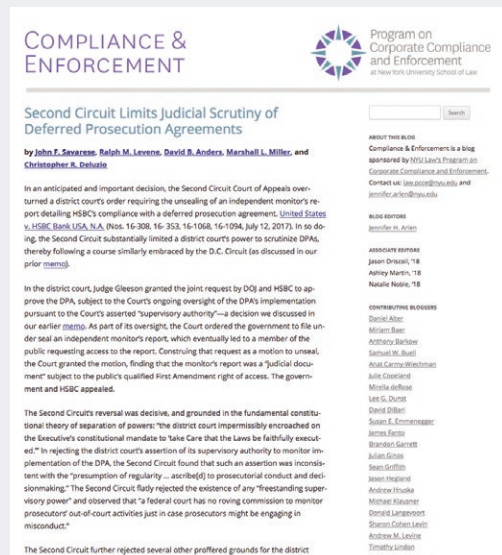 COMPLIANCE &
ENFORCEMENT
Program on
Corporate Compliance
and Enforcement
at New York University School of Law
Second Circuit Limits Judicial Scrutiny of
Deferred Prosecution Agreements
by John F. Savarese, Ralph M. Levene, David B. Anders, Marshall L. Miller, and
Christopher R. Deluzio
In an anticipated and important decision, the Second Circuit Court of Appeals over-
turned a district court's order requiring the unsealing of an independent monitor's re-
port detailing HSBC's compliance with a deferred prosecution agreement. United States
v. HSBC Bank USA, N.A. (Nos. 16-308, 16- 353, 16-1068, 16-1094, July 12, 2017). In so do-
ing, the Second Circuit substantially limited a district court's power to scrutinize DPAs,
thereby following a course similarly embraced by the D.C. Circuit (as discussed in our
prior memo).
In the district court, Judge Gleeson granted the joint request by DOJ and HSBC to ap-
prove the DPA, subject to the Court's ongoing oversight of the DPA's implementation
pursuant to the Court's asserted "supervisory authority"—a decision we discussed in
our earlier memo. As part of its oversight, the Court ordered the government to file un-
der seal an independent monitor's report, which eventually led to a member of the
public requesting access to the report. Construing that request as a motion to unseal,
the Court granted the motion, finding that the monitor's report was a "judicial docu-
ment" subject to the public's qualified First Amendment right of access. The govern-
ment and HSBC appealed.
The Second Circuit's reversal was decisive, and grounded in the fundamental constitu-
tional theory of separation of powers: "the district court impermissibly encroached on
the Executive's constitutional mandate to 'take Care that the Laws be faithfully execut-
ed.'" In rejecting the district court's assertion of its supervisory authority to monitor im-
plementation of the DPA, the Second Circuit found that such an assertion was inconsis-
tent with the "presumption of regularity ... ascribe[d] to prosecutorial conduct and deci-
sionmaking." The Second Circuit flatly rejected the existence of any "freestanding super-
visory power" and observed that "a federal court has no roving commission to monitor
prosecutors' out-of-court activities just in case prosecutors might be engaging in
misconduct."
The Second Circuit further rejected several other proffered grounds for the district
Search
ABOUT THIS BLOG
Compliance & Enforcement is a blog
sponsored by NYU Law's Program on
Corporate Compliance and Enforcement.
Contact us: law.pcce@nyu.edu and
jennifer.arlen@nyu.edu
BLOG EDITORS
Jennifer H. Arlen
ASSOCIATE EDITORS
Jason Driscoll, '18
Ashley Martin, '18
Natalie Noble, '18
CONTRIBUTING BLOGGERS
Daniel Alter
Miriam Baer
Anthony Barkow
Samuel W. Buell
Anat Carmy-Wiechman
Julie Copeland
Mirella deRose
Lee G. Dunst
David DiBari
Susan E. Emmenegger
James Fanto
Brandon Garrett
Julian Ginos
Sean Griffith
Jason Hegland
Andrew Hruska
Michael Klausner
Donald Langevoort
Sharon Cohen Levin
Andrew M. Levine
Timothy Lindon